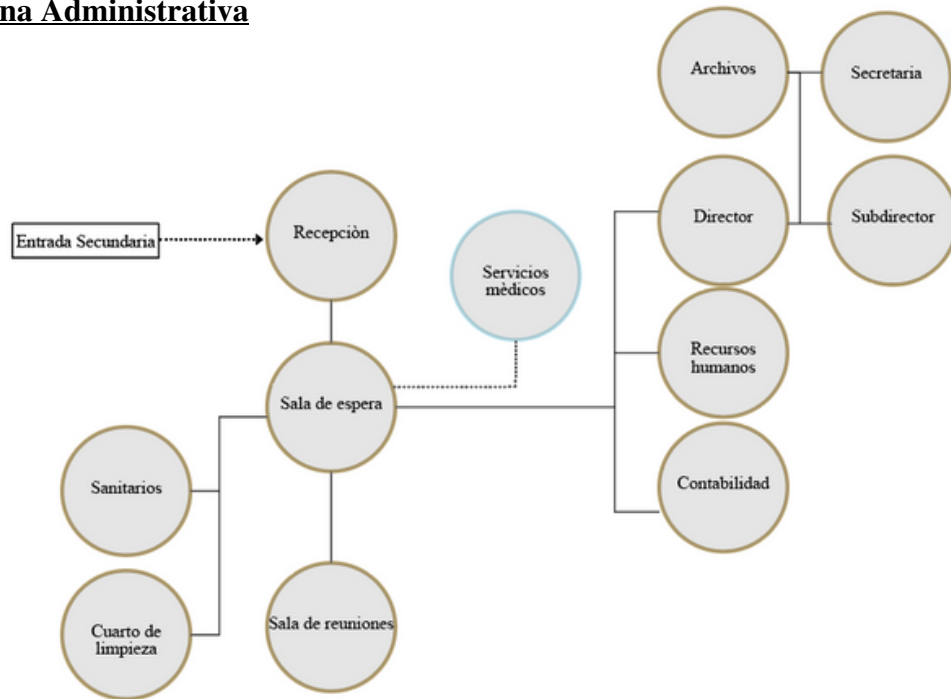 na Administrativa
Archivos
Secretaria
Director
Subdirector
Entrada Secundaria
Recepciòn
Servicios
mèdicos
Recursos
humanos
Sala de espera
Contabilidad
Sanitarios
Cuarto de
limpieza
Sala de reuniones